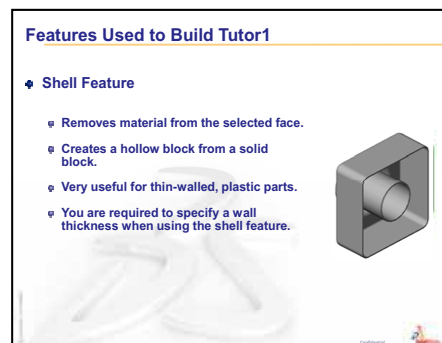 Features Used to Build Tutor1
Shell Feature
Removes material from the selected face.
Creates a hollow block from a solid
block.
Very useful for thin-walled, plastic parts.
You are required to specify a wall
thickness when using the shell feature.
Confidential